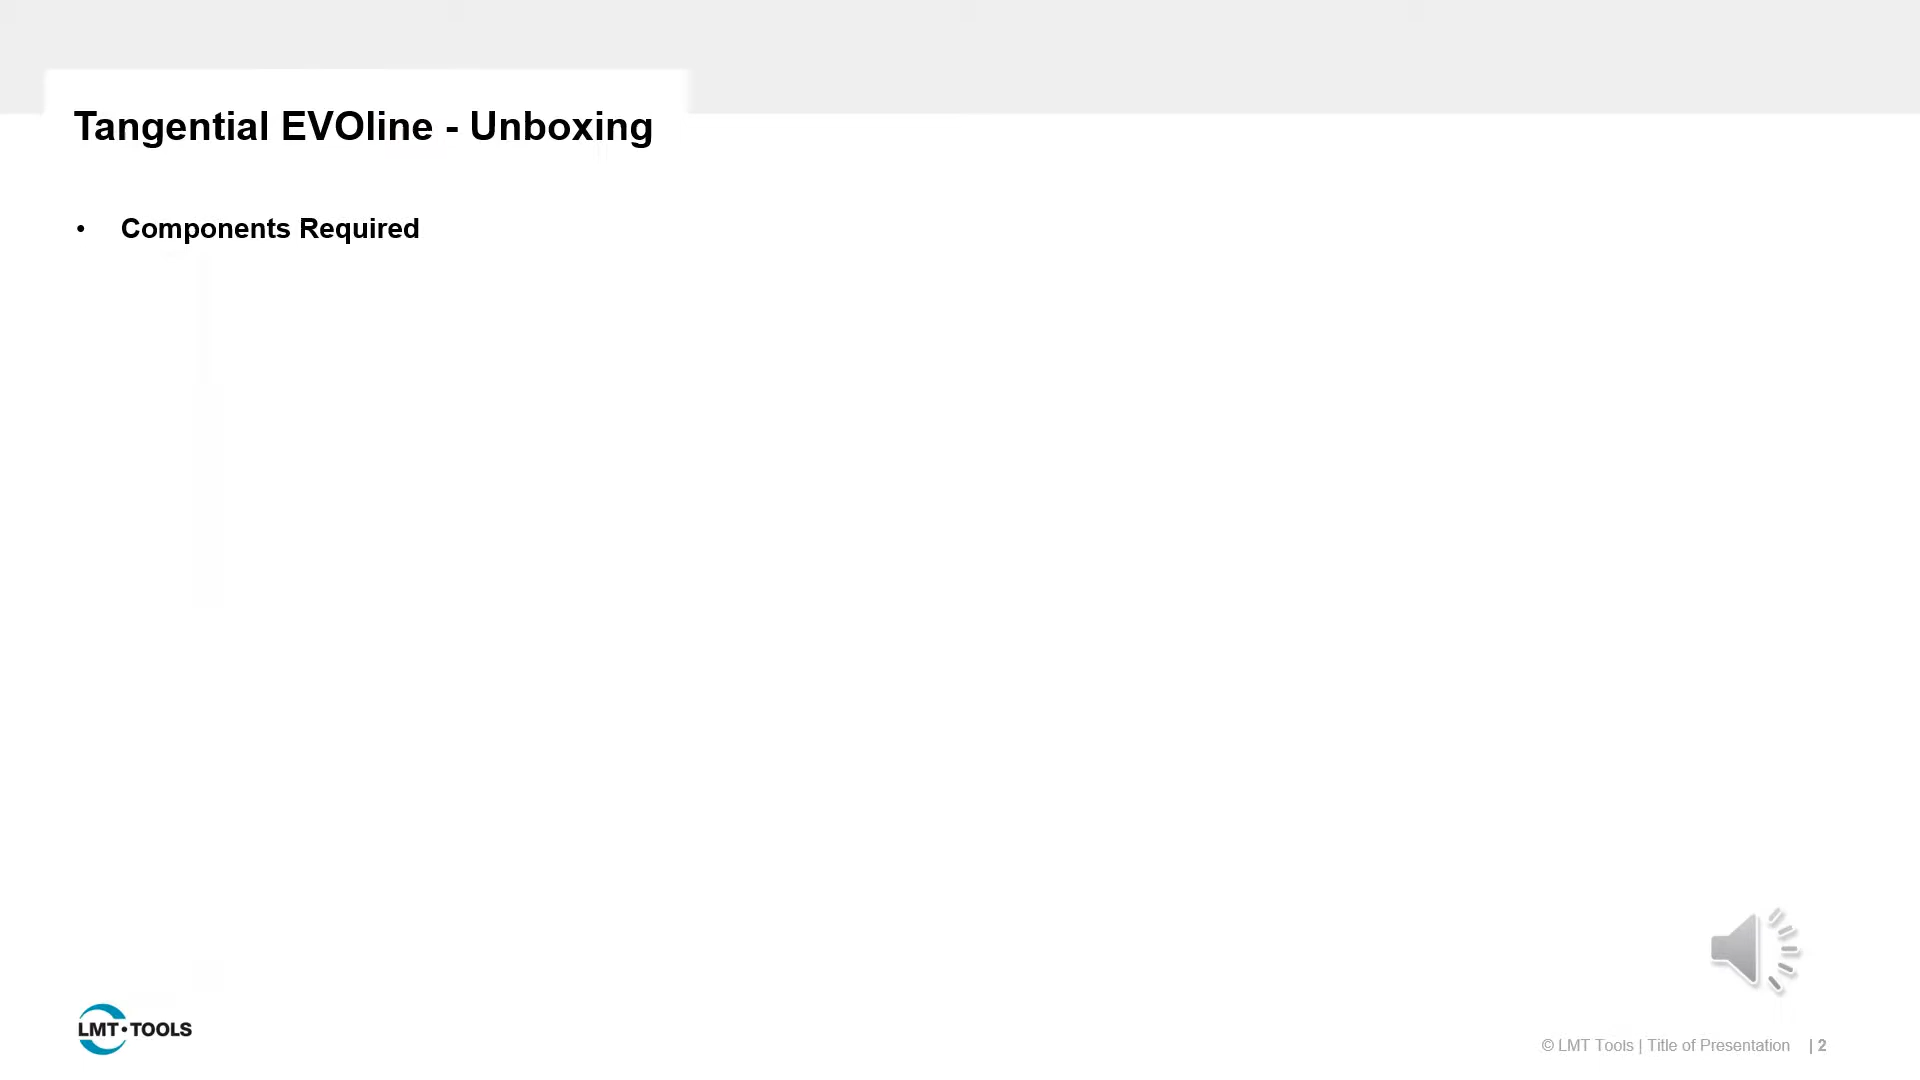 Tangential EVOline - Unboxing
• Components Required
LMT•TOOLS
© LMT Tools | Title of Presentation | 2